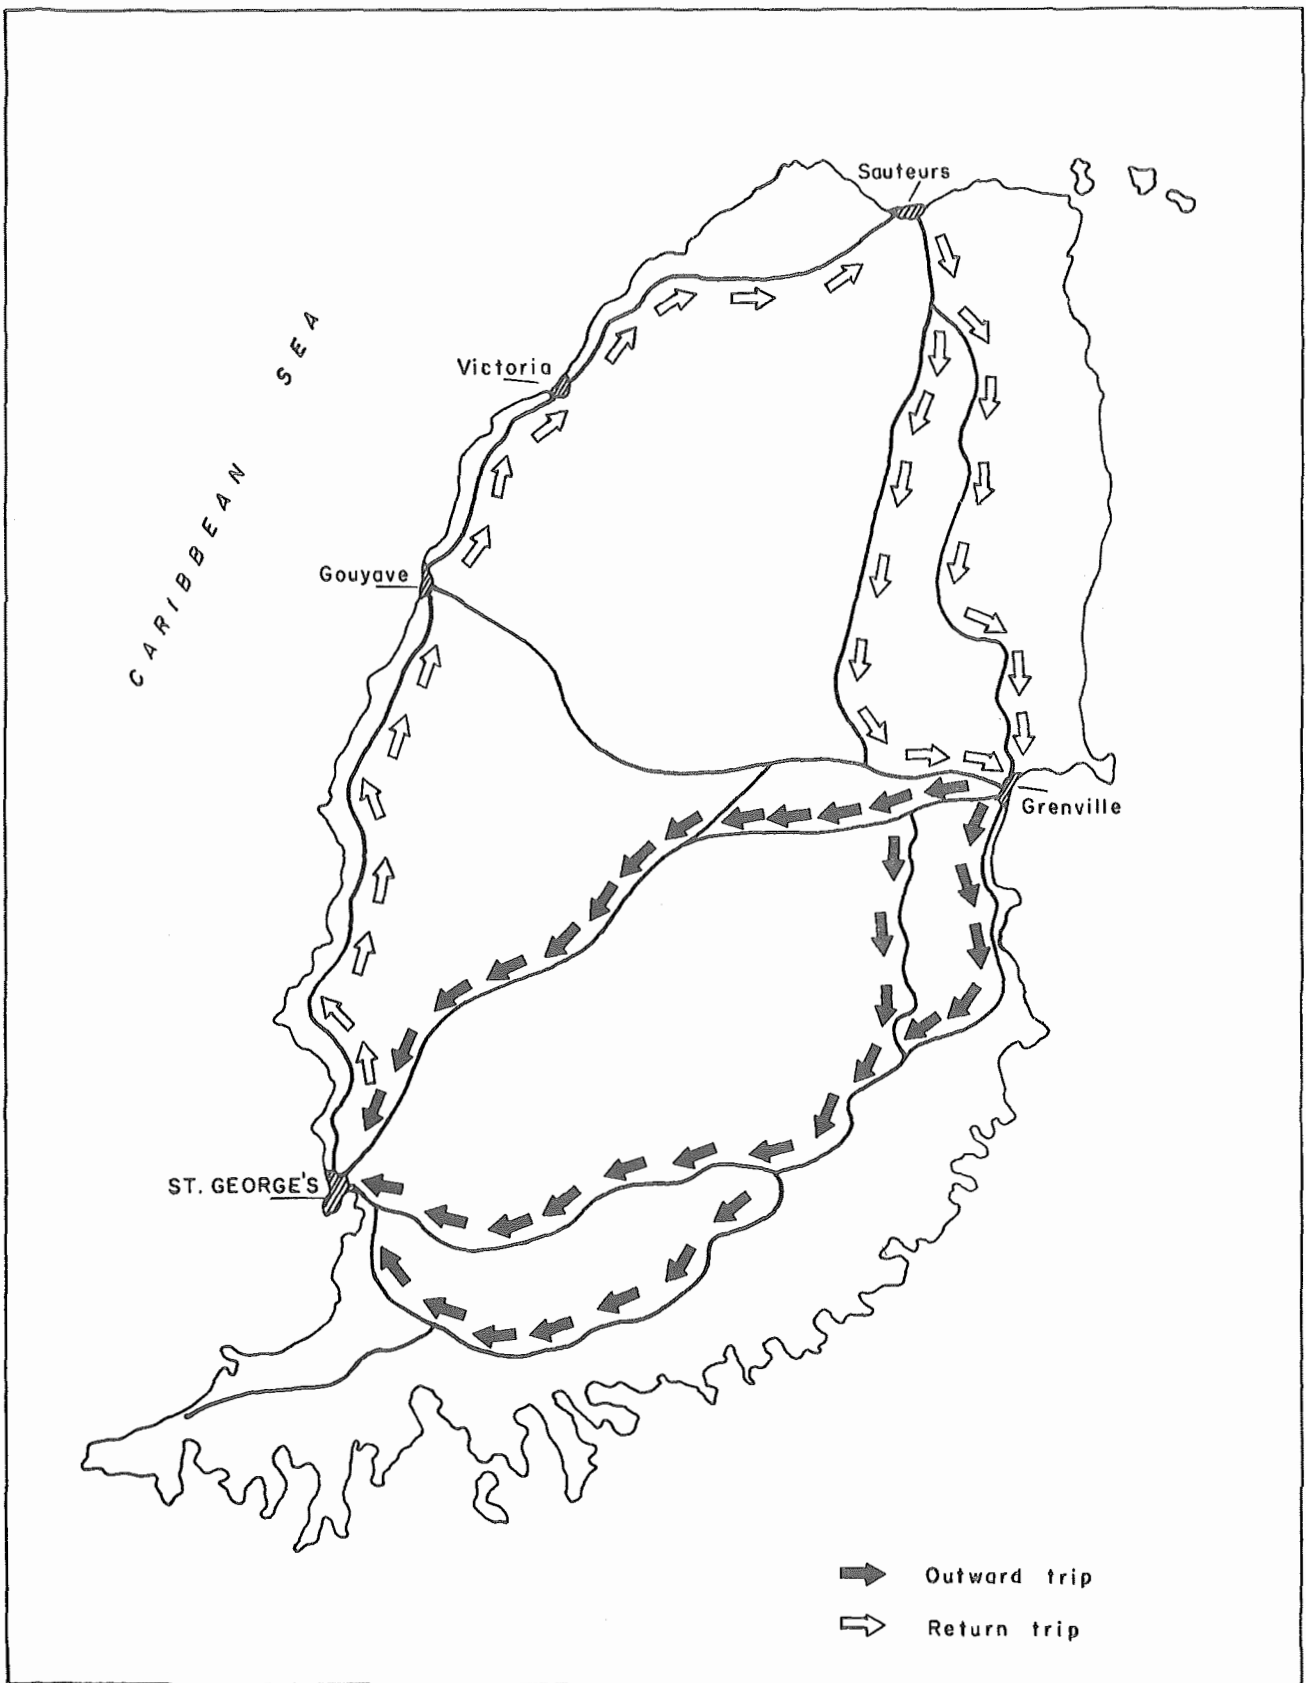 Sauteurs
CARIBBEAN SEA
Victoria
Gouyave
Grenville
ST. GEORGE'S
Outward trip
Return trip